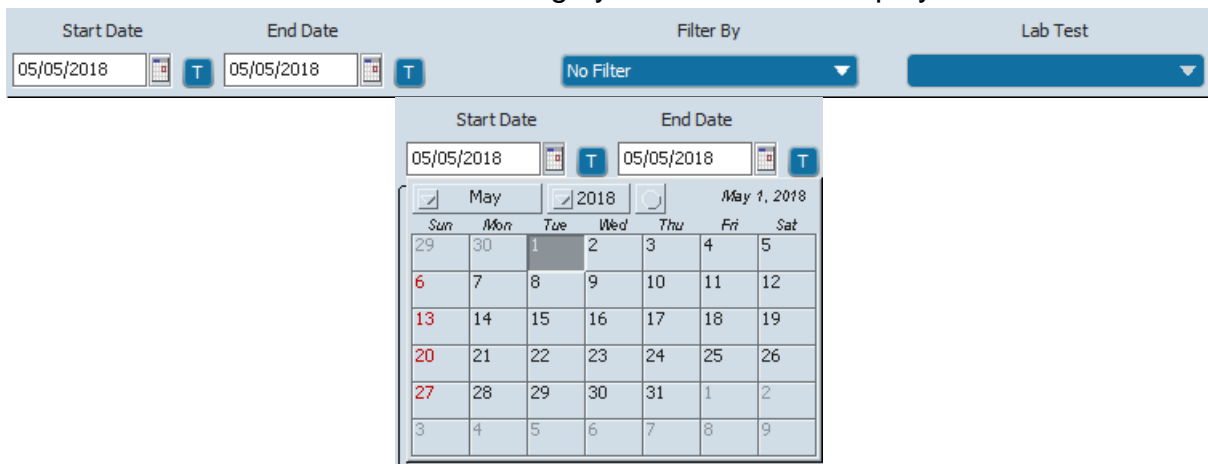 Start Date End Date Filter By Lab Test
05/05/2018 T 05/05/2018 T No Filter
Start Date End Date
05/05/2018 T 05/05/2018 T
May 2018 May 1, 2018
Sun Mon Tue Wed Thu Fri Sat
29 30 1 2 3 4 5
6 7 8 9 10 11 12
13 14 15 16 17 18 19
20 21 22 23 24 25 26
27 28 29 30 31 1 2
3 4 5 6 7 8 9